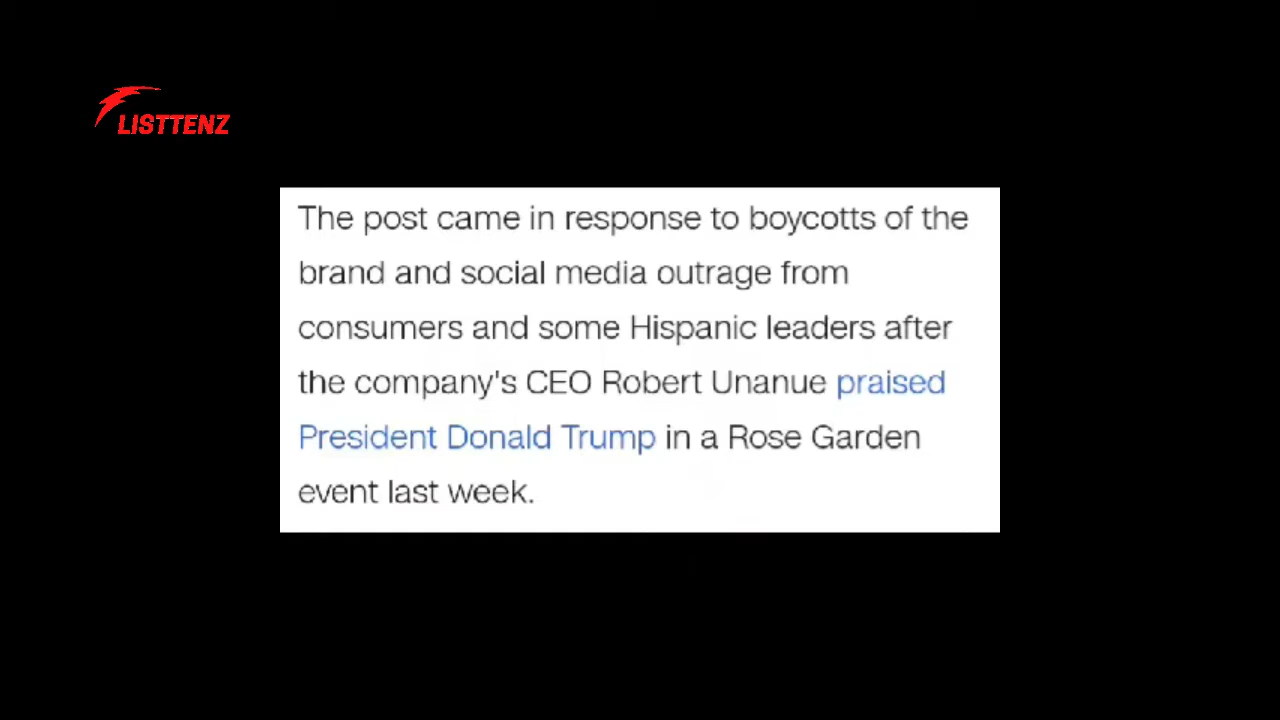 LISTTENZ
The post came in response to boycotts of the
brand and social media outrage from
consumers and some Hispanic leaders after
the company's CEO Robert Unanue praised
President Donald Trump in a Rose Garden
event last week.